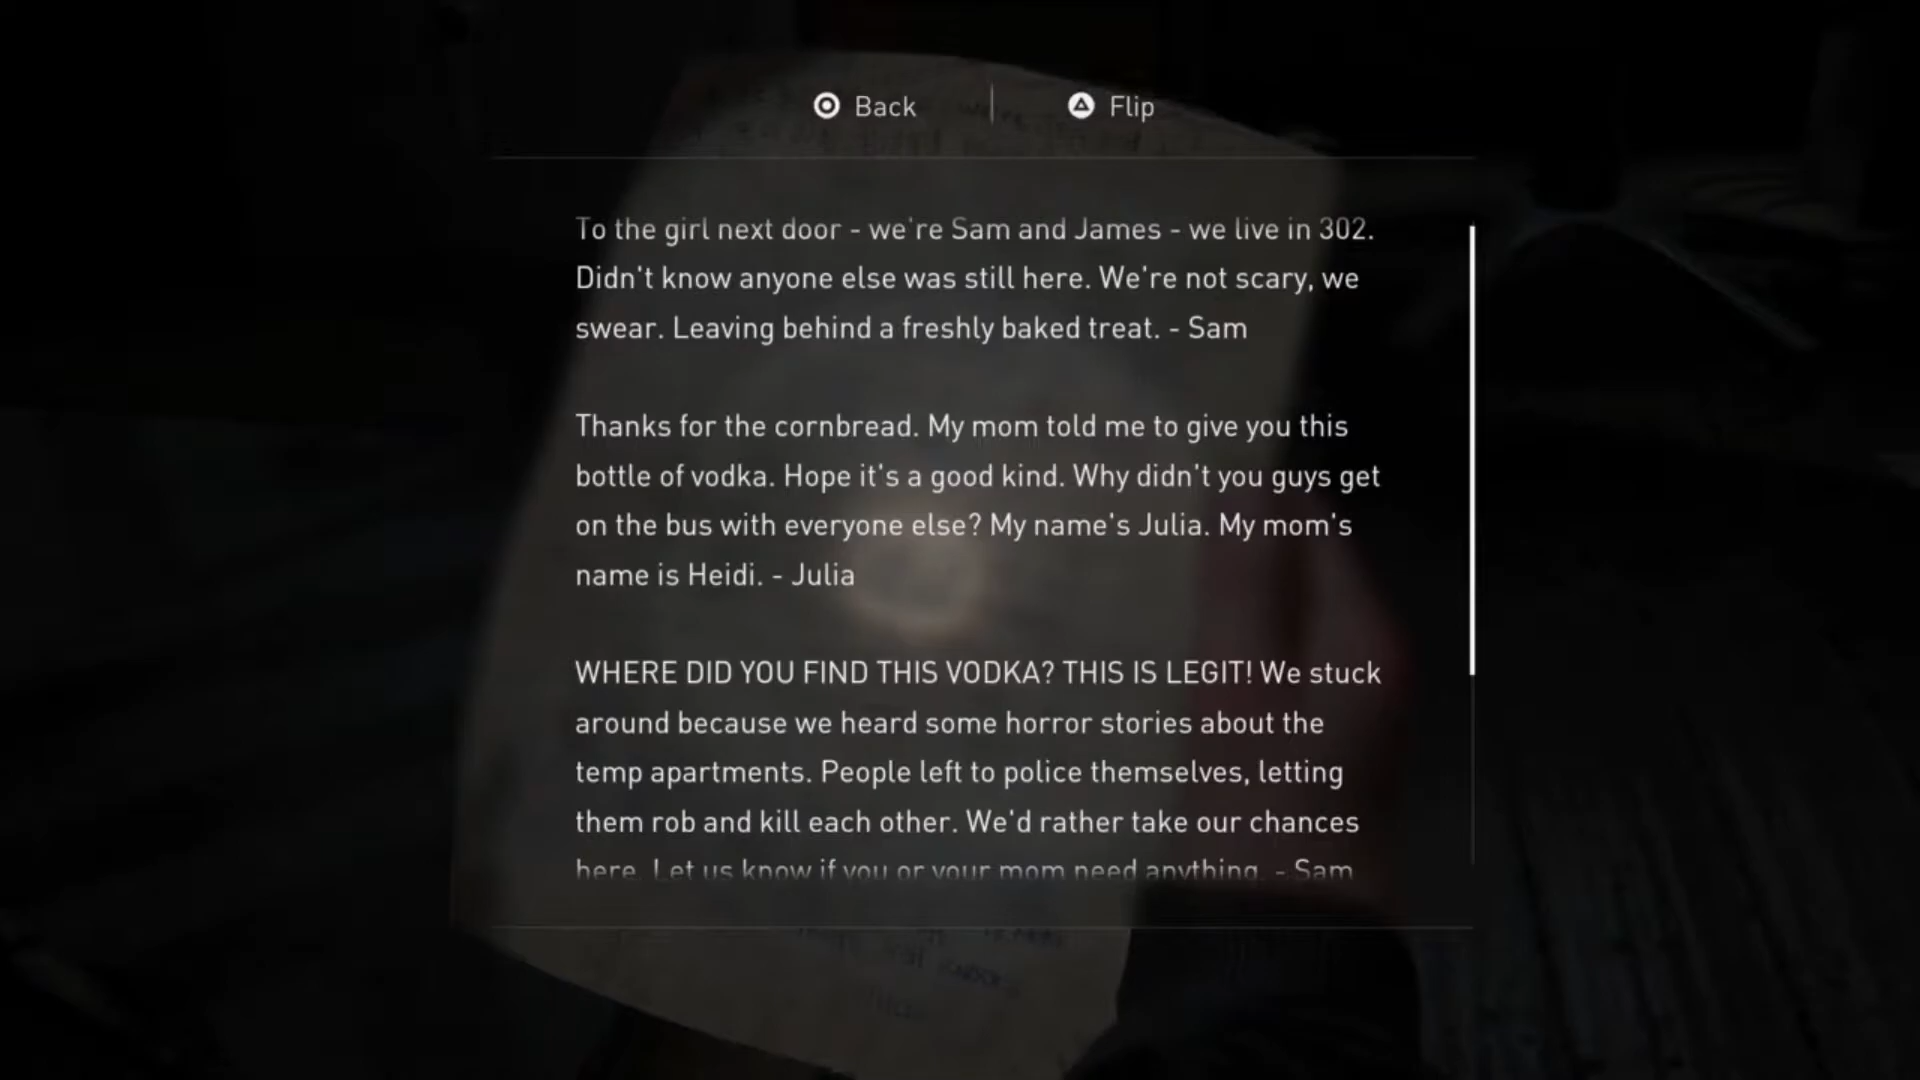 Back
Flip
To the girl next door - we're Sam and James - we live in 302.
Didn't know anyone else was still here. We're not scary, we
swear. Leaving behind a freshly baked treat. - Sam
Thanks for the cornbread. My mom told me to give you this
bottle of vodka. Hope it's a good kind. Why didn't you guys get
on the bus with everyone else? My name's Julia. My mom's
name is Heidi. - Julia
WHERE DID YOU FIND THIS VODKA? THIS IS LEGIT! We stuck
around because we heard some horror stories about the
temp apartments. People left to police themselves, letting
them rob and kill each other. We'd rather take our chances
here. Let us know if you or your mom need anything. - Sam